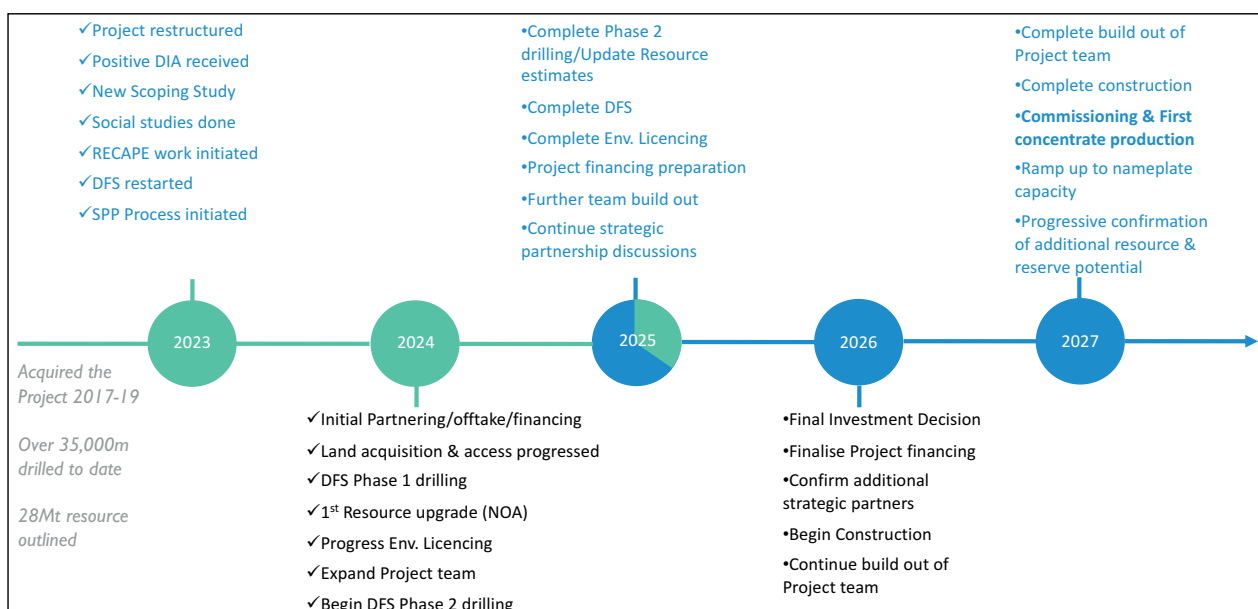 ✓Project restructured
✓Positive DIA received
✓New Scoping Study
✓Social studies done
✓RECAPE work initiated
✓DFS restarted
✓SPP Process initiated
•Complete Phase 2
drilling/Update Resource
estimates
•Complete DFS
•Complete Env. Licencing
•Project financing preparation
•Further team build out
•Continue strategic
partnership discussions
•Complete build out of
Project team
•Complete construction
•Commissioning & First
concentrate production
•Ramp up to nameplate
capacity
•Progressive confirmation
of additional resource &
reserve potential
2023
2024
2025
2026
2027
Acquired the
Project 2017-19
Over 35,000m
drilled to date
28Mt resource
outlined
✓Initial Partnering/offtake/financing
✓Land acquisition & access progressed
✓DFS Phase 1 drilling
✓1st Resource upgrade (NOA)
✓Progress Env. Licencing
✓Expand Project team
✓Begin DFS Phase 2 drilling
•Final Investment Decision
•Finalise Project financing
•Confirm additional
strategic partners
•Begin Construction
•Continue build out of
Project team